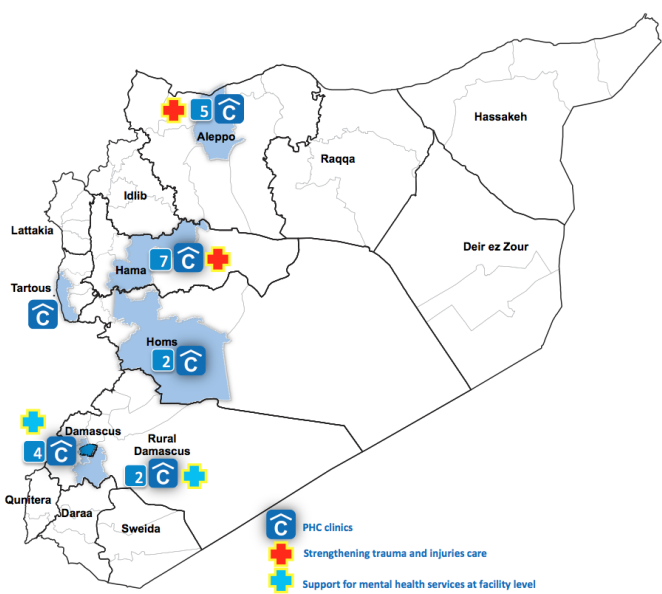 5 C
Aleppo
Hassakeh
Raqqa
Idlib
Lattakia
Deir ez Zour
7 C
Hama
Tartous
C
Homs
2 C
Damascus
4 C
Rural
Damascus
2 C
Qunitera
Daraa
Sweida
C PHC clinics
Strengthening trauma and injuries care
Support for mental health services at facility level